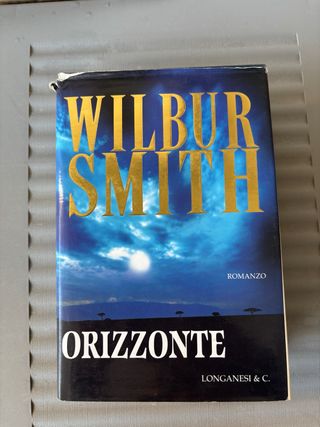 WILBUR
SMITH
ROMANZO
ORIZZONTE
LONGANESI & C.